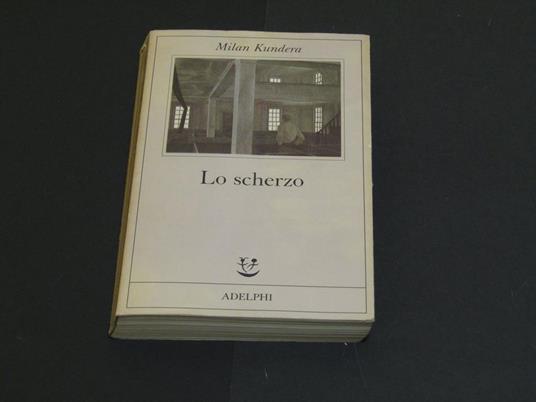 Milan Kundera
Lo scherzo
ADELPHI